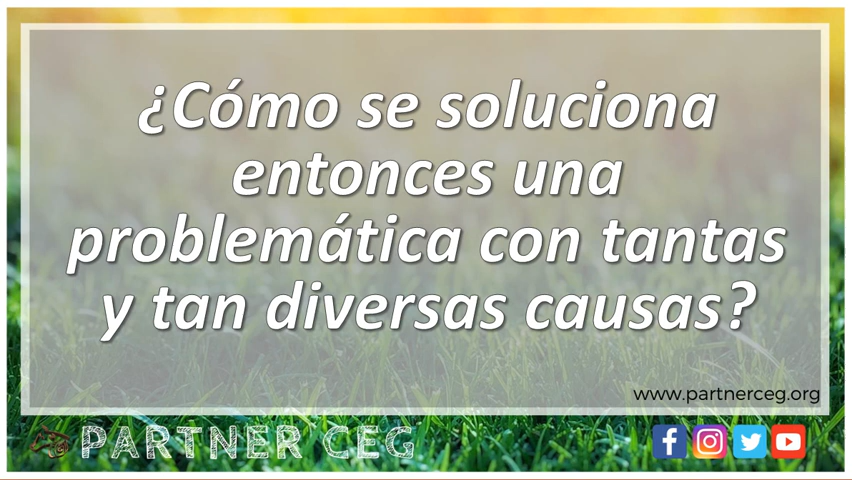 ¿Cómo se soluciona
entonces una
problemática con tantas
y tan diversas causas?
www.partnerceg.org
PARTNER CEG